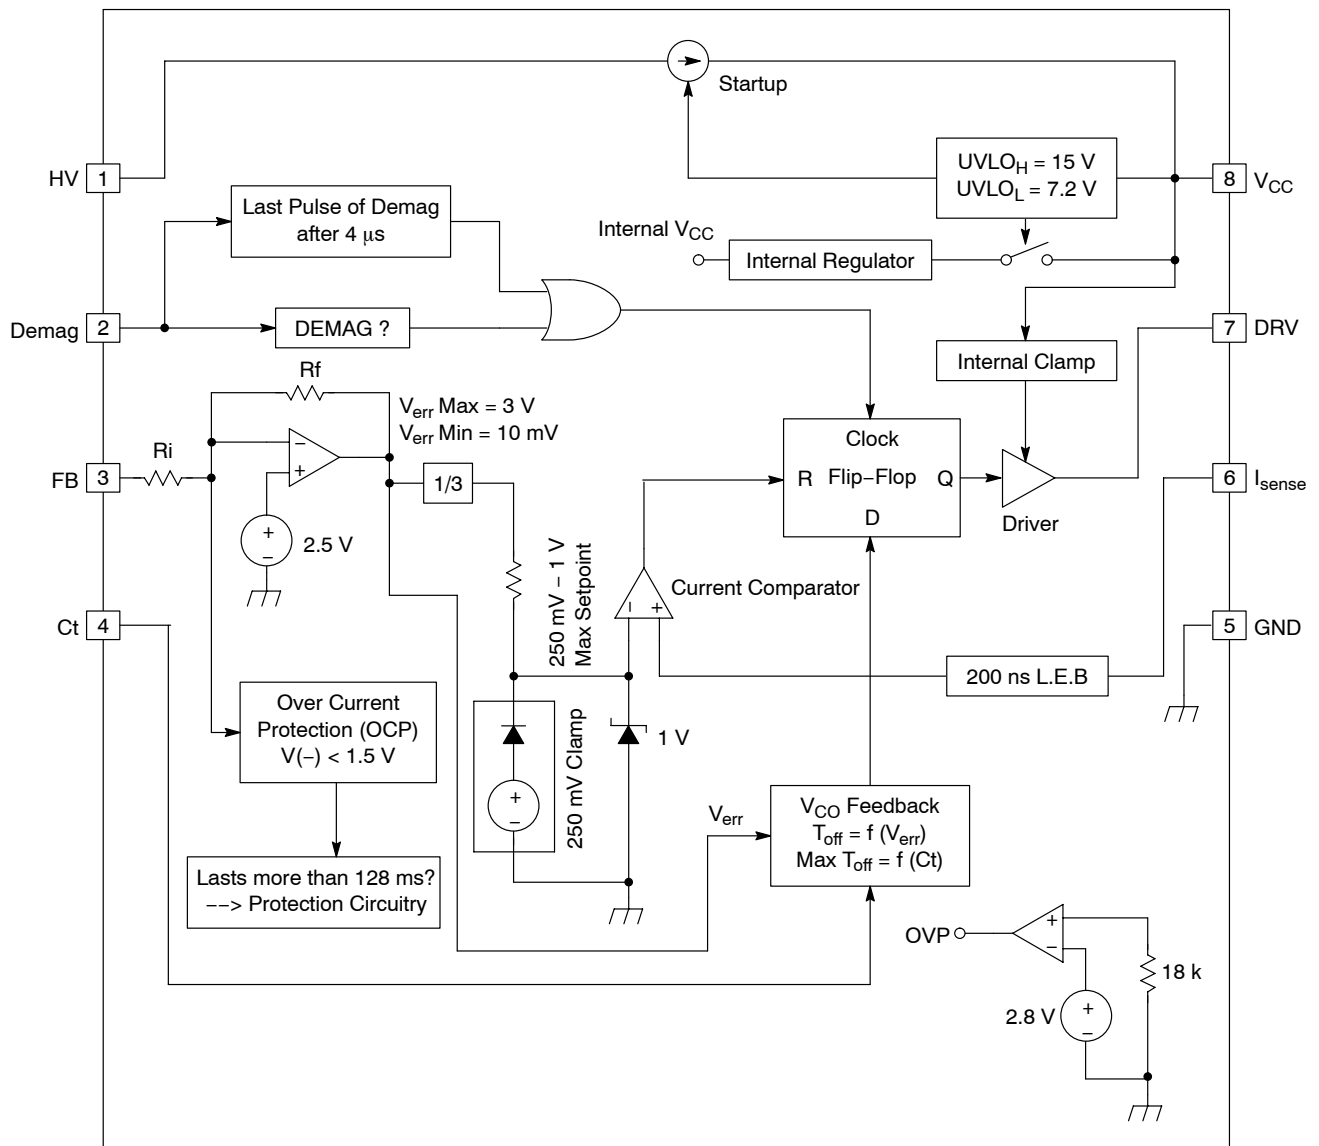 Startup
HV 1
UVLOH = 15 V
UVLOL = 7.2 V
8 VCC
Last Pulse of Demag
after 4 μs
Internal VCC
Internal Regulator
Demag 2
DEMAG ?
7 DRV
Internal Clamp
Rf
Verr Max = 3 V
Verr Min = 10 mV
Clock
R Flip–Flop Q
D
Ri
FB 3
−
+
1/3
6 Isense
Driver
+
−
2.5 V
250 mV – 1 V
Max Setpoint
− +
Current Comparator
Ct 4
5 GND
200 ns L.E.B
Over Current
Protection (OCP)
V(−) < 1.5 V
250 mV Clamp
+
−
1 V
Verr
VCO Feedback
Toff = f (Verr)
Max Toff = f (Ct)
Lasts more than 128 ms?
––> Protection Circuitry
OVP
+
−
18 k
2.8 V
+
−